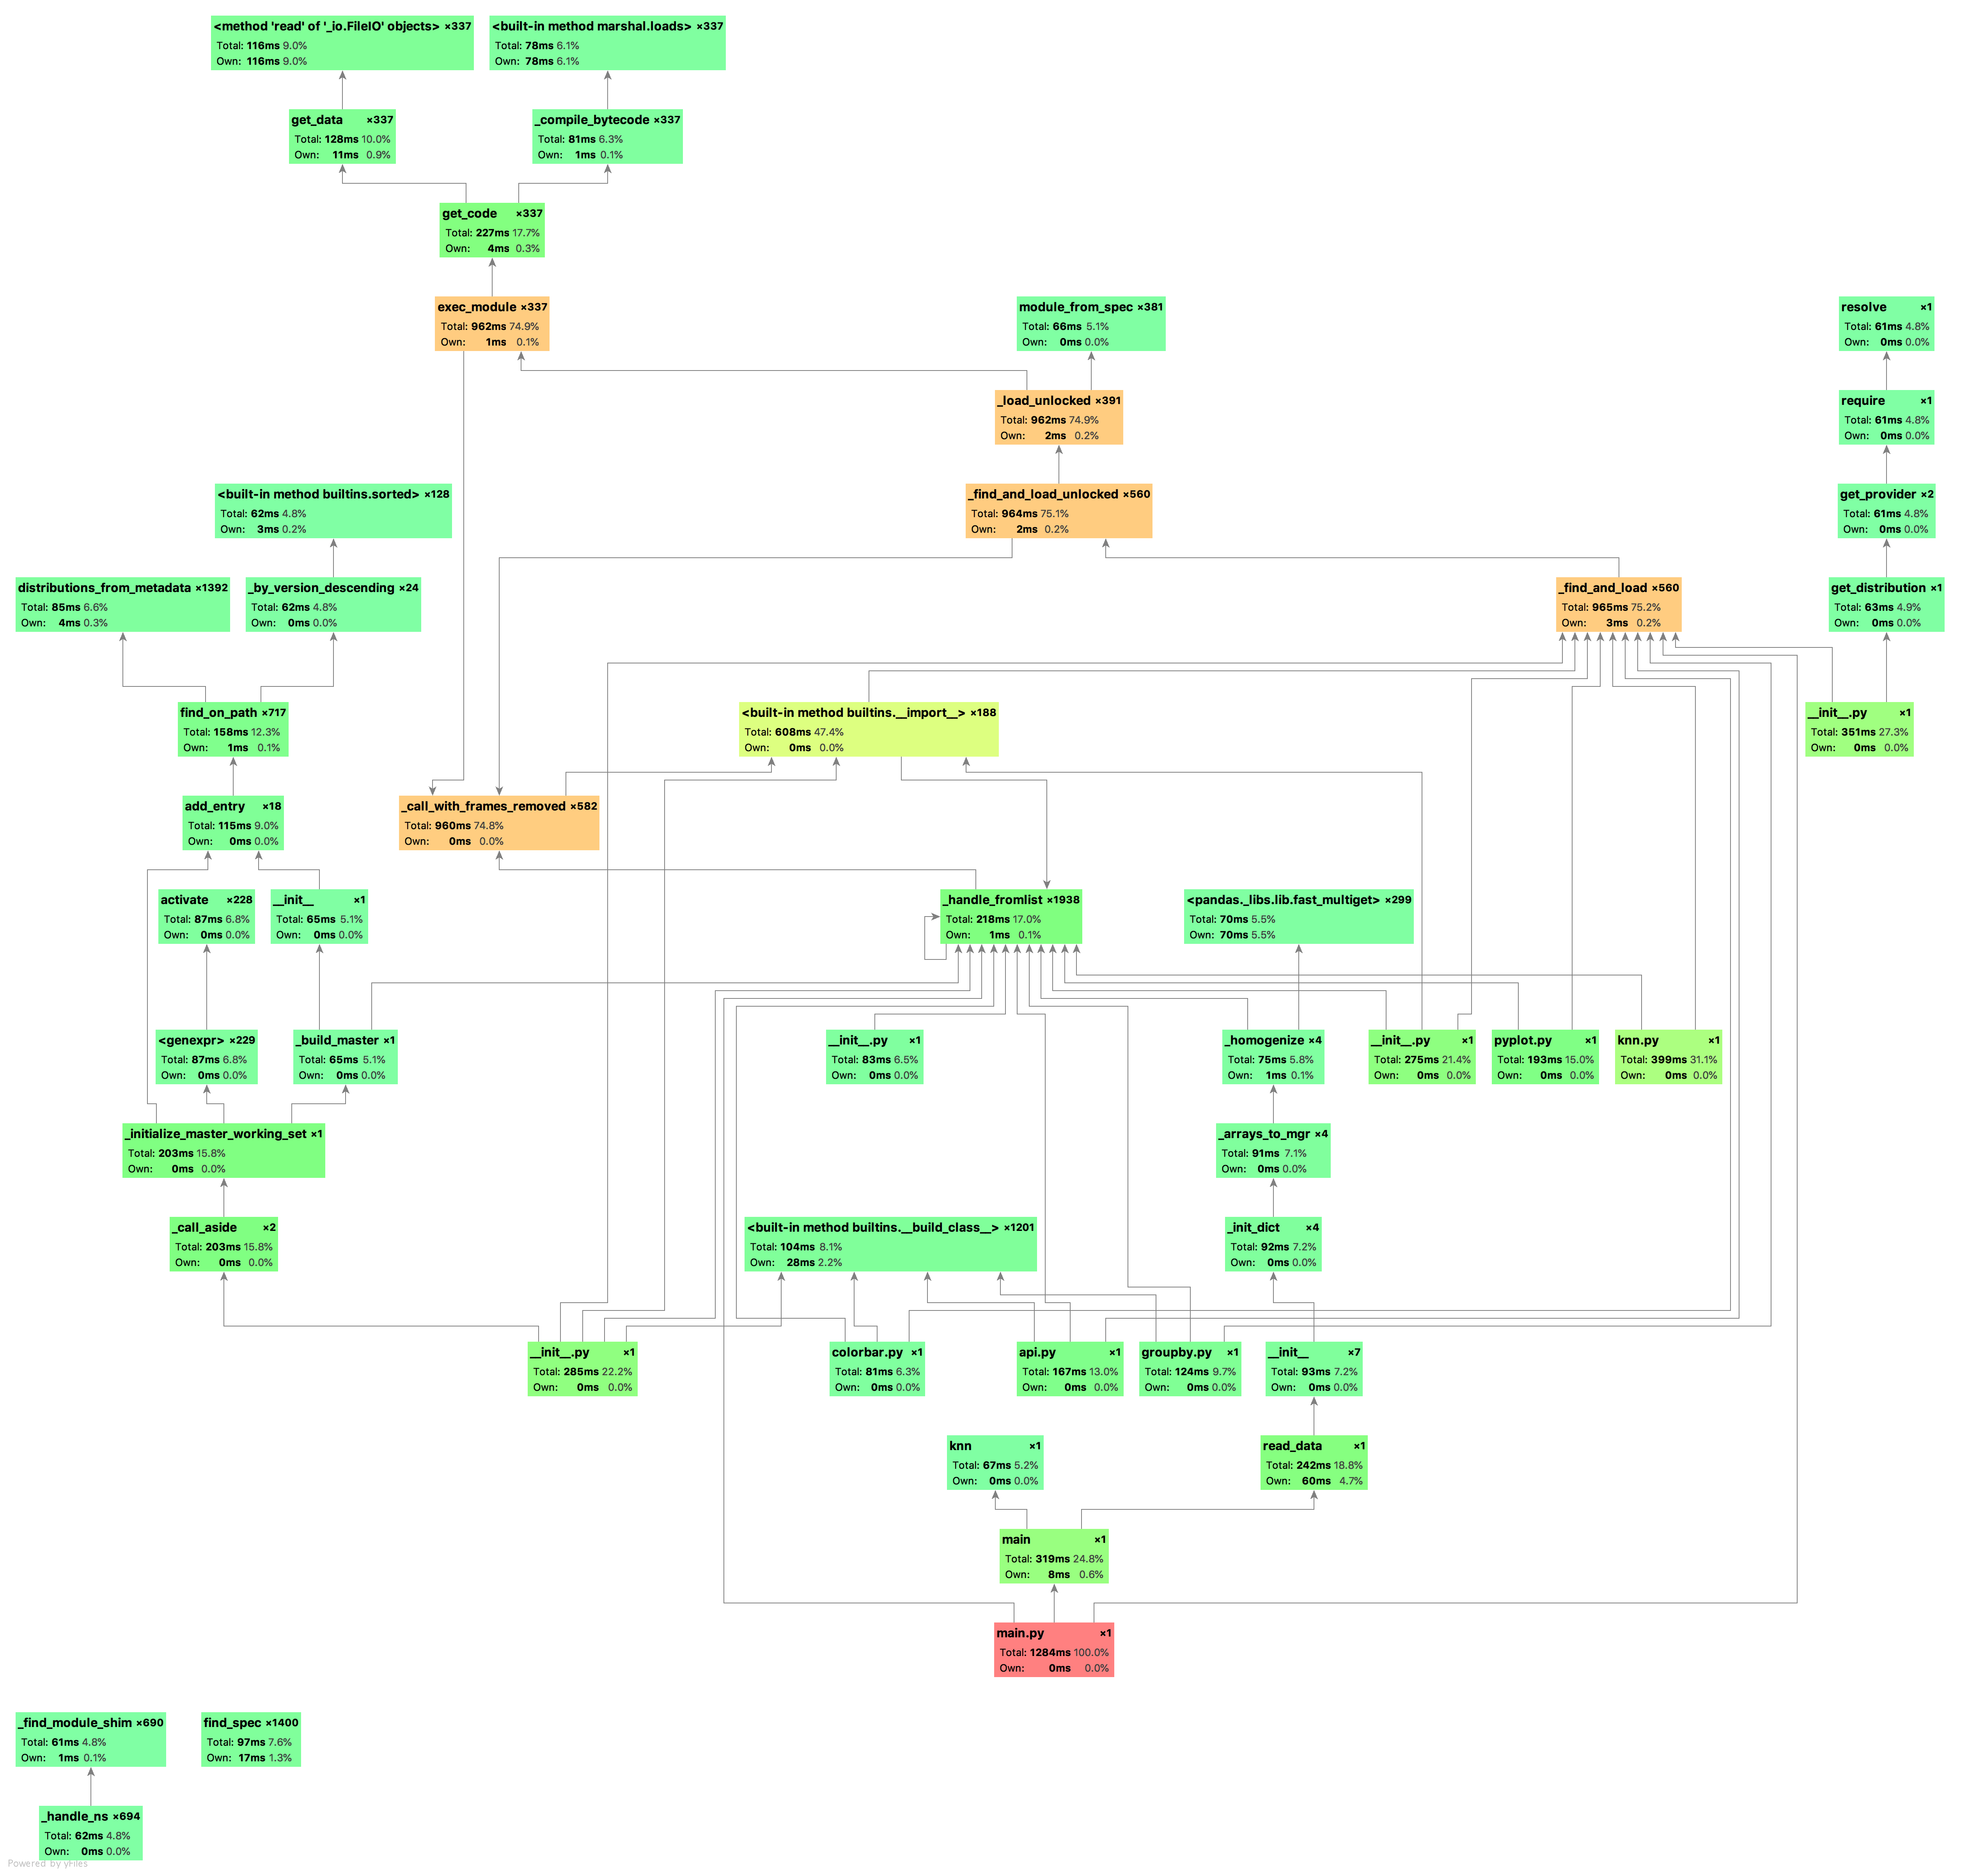 <method 'read' of '_io.FileIO' objects> ×337
Total: 116ms 9.0%
Own: 116ms 9.0%
<built-in method marshal.loads> ×337
Total: 78ms 6.1%
Own: 78ms 6.1%
get_data ×337
Total: 128ms 10.0%
Own: 11ms 0.9%
_compile_bytecode ×337
Total: 81ms 6.3%
Own: 1ms 0.1%
get_code ×337
Total: 227ms 17.7%
Own: 4ms 0.3%
exec_module ×337
Total: 962ms 74.9%
Own: 1ms 0.1%
module_from_spec ×381
Total: 66ms 5.1%
Own: 0ms 0.0%
resolve ×1
Total: 61ms 4.8%
Own: 0ms 0.0%
_load_unlocked ×391
Total: 962ms 74.9%
Own: 2ms 0.2%
require ×1
Total: 61ms 4.8%
Own: 0ms 0.0%
<built-in method builtins.sorted> ×128
Total: 62ms 4.8%
Own: 3ms 0.2%
_find_and_load_unlocked ×560
Total: 964ms 75.1%
Own: 2ms 0.2%
get_provider ×2
Total: 61ms 4.8%
Own: 0ms 0.0%
distributions_from_metadata ×1392
Total: 85ms 6.6%
Own: 4ms 0.3%
_by_version_descending ×24
Total: 62ms 4.8%
Own: 0ms 0.0%
_find_and_load ×560
Total: 965ms 75.2%
Own: 3ms 0.2%
get_distribution ×1
Total: 63ms 4.9%
Own: 0ms 0.0%
find_on_path ×717
Total: 158ms 12.3%
Own: 1ms 0.1%
<built-in method builtins.__import__> ×188
Total: 608ms 47.4%
Own: 0ms 0.0%
__init__.py ×1
Total: 351ms 27.3%
Own: 0ms 0.0%
add_entry ×18
Total: 115ms 9.0%
Own: 0ms 0.0%
_call_with_frames_removed ×582
Total: 960ms 74.8%
Own: 0ms 0.0%
activate ×228
Total: 87ms 6.8%
Own: 0ms 0.0%
__init__ ×1
Total: 65ms 5.1%
Own: 0ms 0.0%
_handle_fromlist ×1938
Total: 218ms 17.0%
Own: 1ms 0.1%
<pandas._libs.lib.fast_multiget> ×299
Total: 70ms 5.5%
Own: 70ms 5.5%
<genexpr> ×229
Total: 87ms 6.8%
Own: 0ms 0.0%
_build_master ×1
Total: 65ms 5.1%
Own: 0ms 0.0%
__init__.py ×1
Total: 83ms 6.5%
Own: 0ms 0.0%
_homogenize ×4
Total: 75ms 5.8%
Own: 1ms 0.1%
__init__.py ×1
Total: 275ms 21.4%
Own: 0ms 0.0%
pyplot.py ×1
Total: 193ms 15.0%
Own: 0ms 0.0%
knn.py ×1
Total: 399ms 31.1%
Own: 0ms 0.0%
_initialize_master_working_set ×1
Total: 203ms 15.8%
Own: 0ms 0.0%
_arrays_to_mgr ×4
Total: 91ms 7.1%
Own: 0ms 0.0%
_call_aside ×2
Total: 203ms 15.8%
Own: 0ms 0.0%
<built-in method builtins.__build_class__> ×1201
Total: 104ms 8.1%
Own: 28ms 2.2%
_init_dict ×4
Total: 92ms 7.2%
Own: 0ms 0.0%
__init__.py ×1
Total: 285ms 22.2%
Own: 0ms 0.0%
colorbar.py ×1
Total: 81ms 6.3%
Own: 0ms 0.0%
api.py ×1
Total: 167ms 13.0%
Own: 0ms 0.0%
groupby.py ×1
Total: 124ms 9.7%
Own: 0ms 0.0%
__init__ ×7
Total: 93ms 7.2%
Own: 0ms 0.0%
knn ×1
Total: 67ms 5.2%
Own: 0ms 0.0%
read_data ×1
Total: 242ms 18.8%
Own: 60ms 4.7%
main ×1
Total: 319ms 24.8%
Own: 8ms 0.6%
main.py ×1
Total: 1284ms 100.0%
Own: 0ms 0.0%
_find_module_shim ×690
Total: 61ms 4.8%
Own: 1ms 0.1%
find_spec ×1400
Total: 97ms 7.6%
Own: 17ms 1.3%
_handle_ns ×694
Total: 62ms 4.8%
Own: 0ms 0.0%
Powered by yFiles